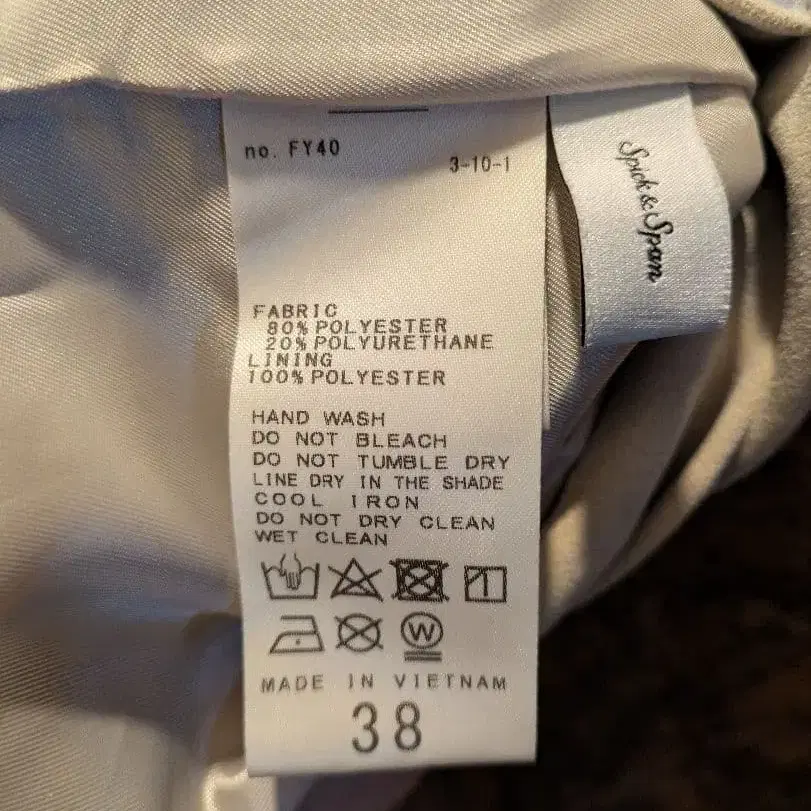 no. FY40
3-10-1
Spick & Span
FABRIC
80% POLYESTER
20% POLYURETHANE
LINING
100% POLYESTER
HAND WASH
DO NOT BLEACH
DO NOT TUMBLE DRY
LINE DRY IN THE SHADE
COOL IRON
DO NOT DRY CLEAN
WET CLEAN
W
MADE IN VIETNAM
38